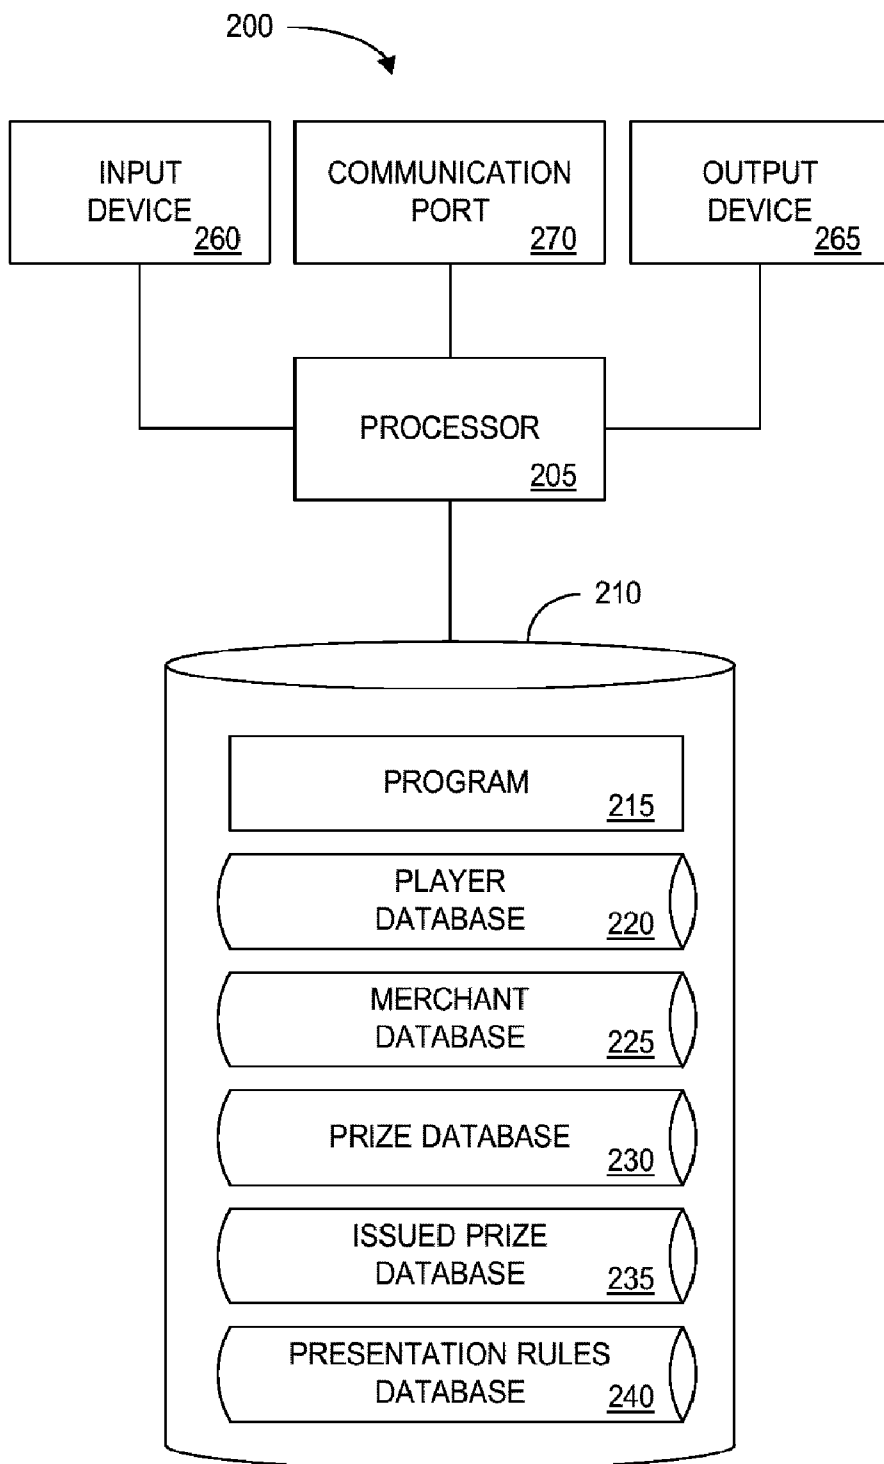 200
INPUT
DEVICE
260
COMMUNICATION
PORT
270
OUTPUT
DEVICE
265
PROCESSOR
205
210
PROGRAM
215
PLAYER
DATABASE
220
MERCHANT
DATABASE
225
PRIZE DATABASE
230
ISSUED PRIZE
DATABASE
235
PRESENTATION RULES
DATABASE
240